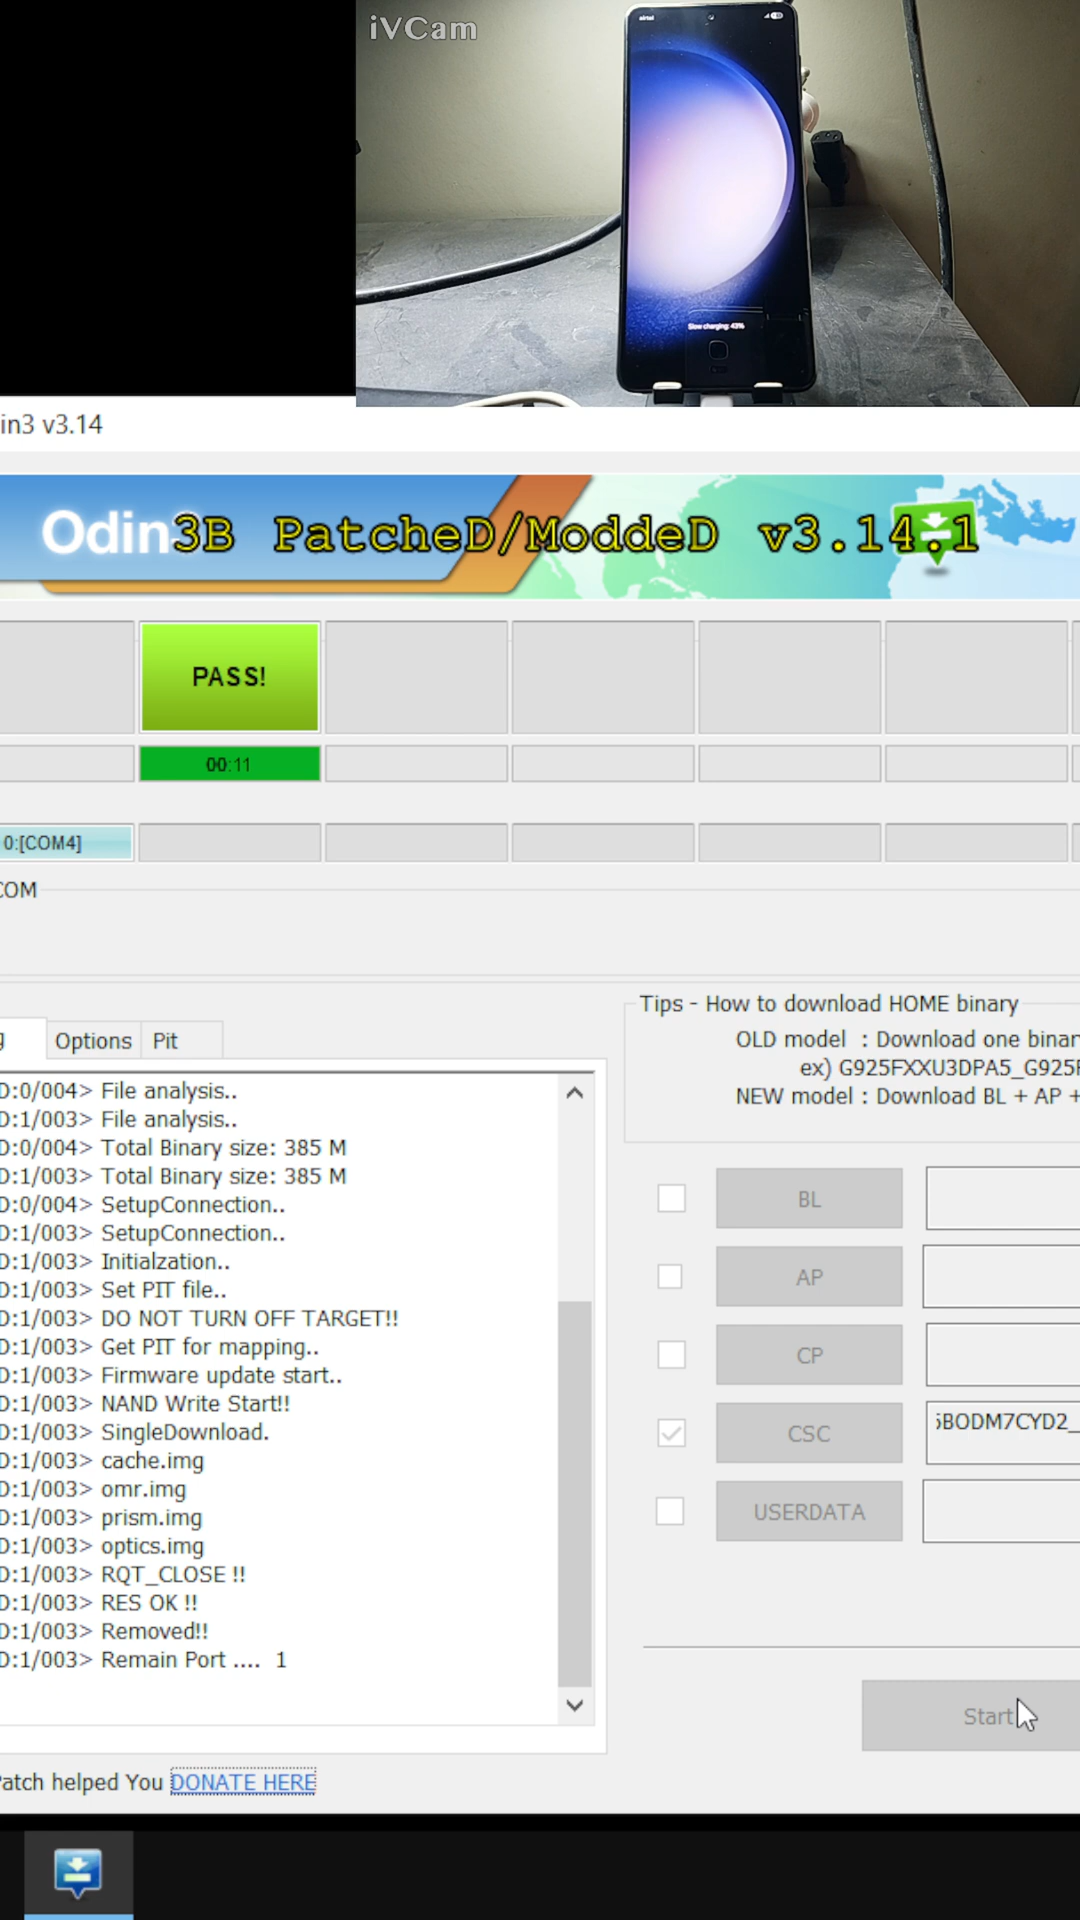 iVCam
airtel
Slow charging: 43%
in3 v3.14
Odin
3B PatcheD/ModdeD v3.14.1
PASS!
00:11
0:[COM4]
COM
Options
Pit
D:0/004> File analysis..
D:1/003> File analysis..
D:0/004> Total Binary size: 385 M
D:1/003> Total Binary size: 385 M
D:0/004> SetupConnection..
D:1/003> SetupConnection..
D:1/003> Initialzation..
D:1/003> Set PIT file..
D:1/003> DO NOT TURN OFF TARGET!!
D:1/003> Get PIT for mapping..
D:1/003> Firmware update start..
D:1/003> NAND Write Start!!
D:1/003> SingleDownload.
D:1/003> cache.img
D:1/003> omr.img
D:1/003> prism.img
D:1/003> optics.img
D:1/003> RQT_CLOSE !!
D:1/003> RES OK !!
D:1/003> Removed!!
D:1/003> Remain Port .... 1
Tips - How to download HOME binary
OLD model : Download one binar
ex) G925FXXU3DPA5_G925F
NEW model : Download BL + AP +
BL
AP
CP
CSC
BODM7CYD2_
USERDATA
Start
Patch helped You DONATE HERE